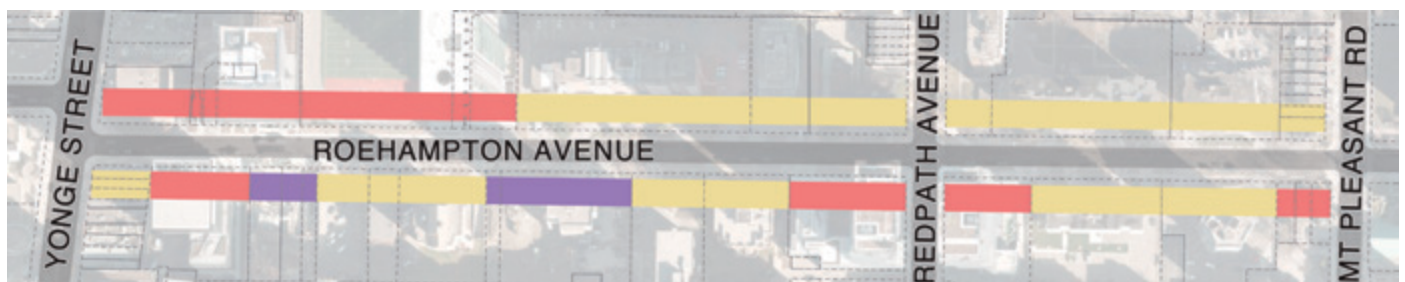 YONGE STREET
ROEHAMPTON AVENUE
REDPATH AVENUE
MT PLEASANT RD